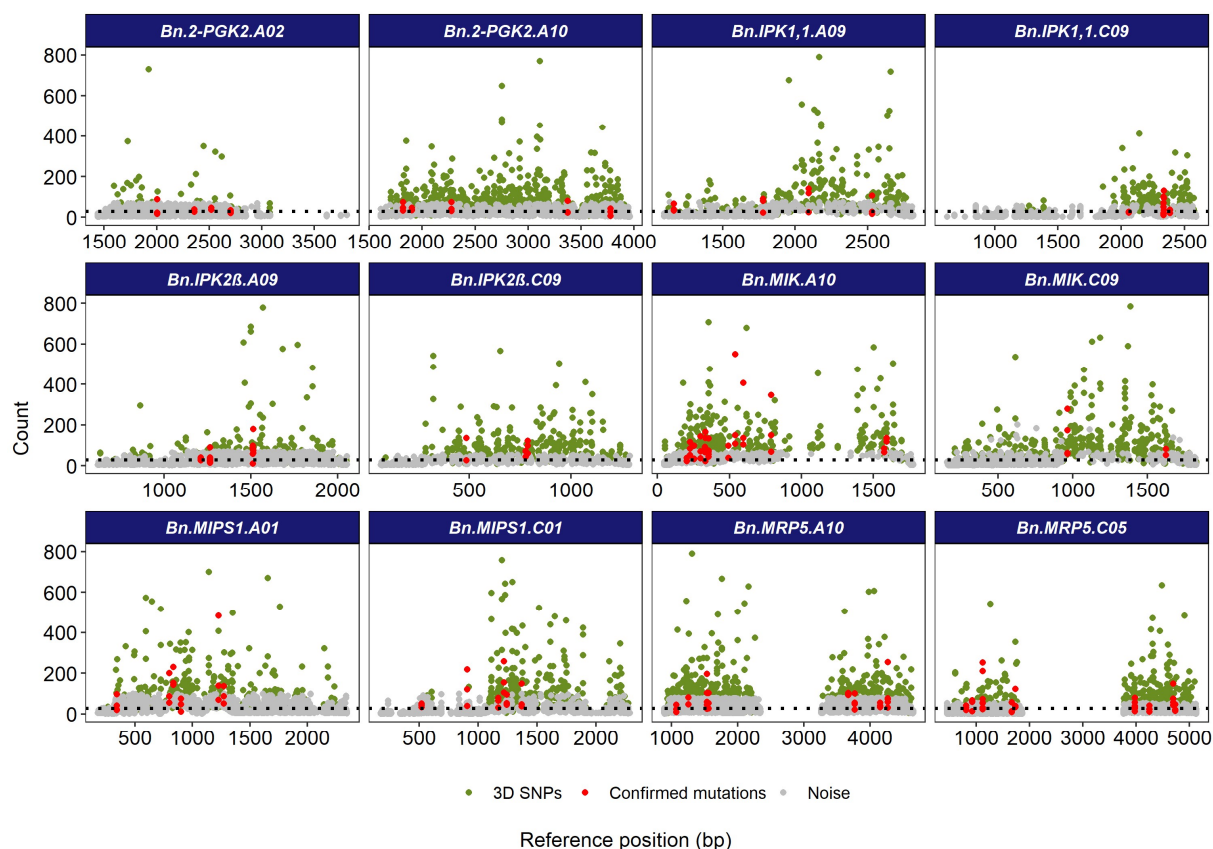 Bn.2-PGK2.A02 Bn.2-PGK2.A10 Bn.IPK1,1.A09 Bn.IPK1,1.C09
800
600
400
200
0
1500 2000 2500 3000 3500 1500 2000 2500 3000 3500 4000 1000 1500 2000 2500 1000 1500 2000 2500
Bn.IPK2ß.A09 Bn.IPK2ß.C09 Bn.MIK.A10 Bn.MIK.C09
800
600
400
200
0
1000 1500 2000 500 1000 0 500 1000 1500 500 1000 1500
Count
Bn.MIPS1.A01 Bn.MIPS1.C01 Bn.MRP5.A10 Bn.MRP5.C05
800
600
400
200
0
500 1000 1500 2000 500 1000 1500 2000 1000 2000 3000 4000 1000 2000 3000 4000 5000
3D SNPs Confirmed mutations Noise
Reference position (bp)